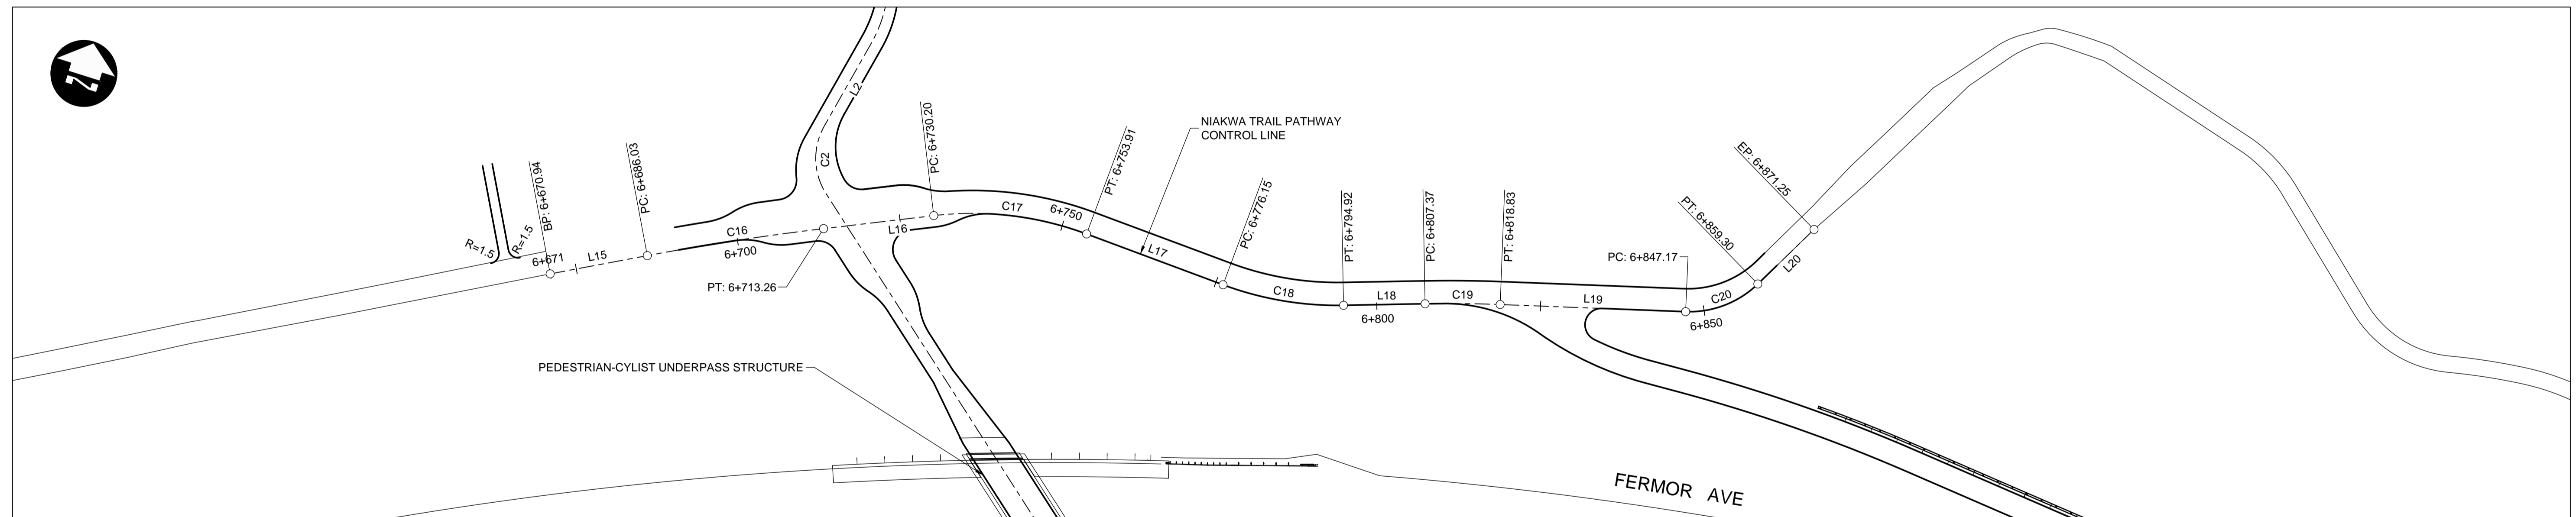 L2
C2
PC: 6+730.20
NIAKWA TRAIL PATHWAY
CONTROL LINE
PT: 6+753.91
PC: 6+686.03
BP: 6+670.94
EP: 6+871.25
R=1.5
R=1.5
6+671
L15
C16
6+700
L16
C17
6+750
L17
PC: 6+776.15
PT: 6+794.92
PC: 6+807.37
PT: 6+818.83
PC: 6+847.17
PT: 6+859.30
PT: 6+713.26
C18
L18
6+800
C19
L19
C20
6+850
L20
PEDESTRIAN-CYLIST UNDERPASS STRUCTURE
FERMOR AVE